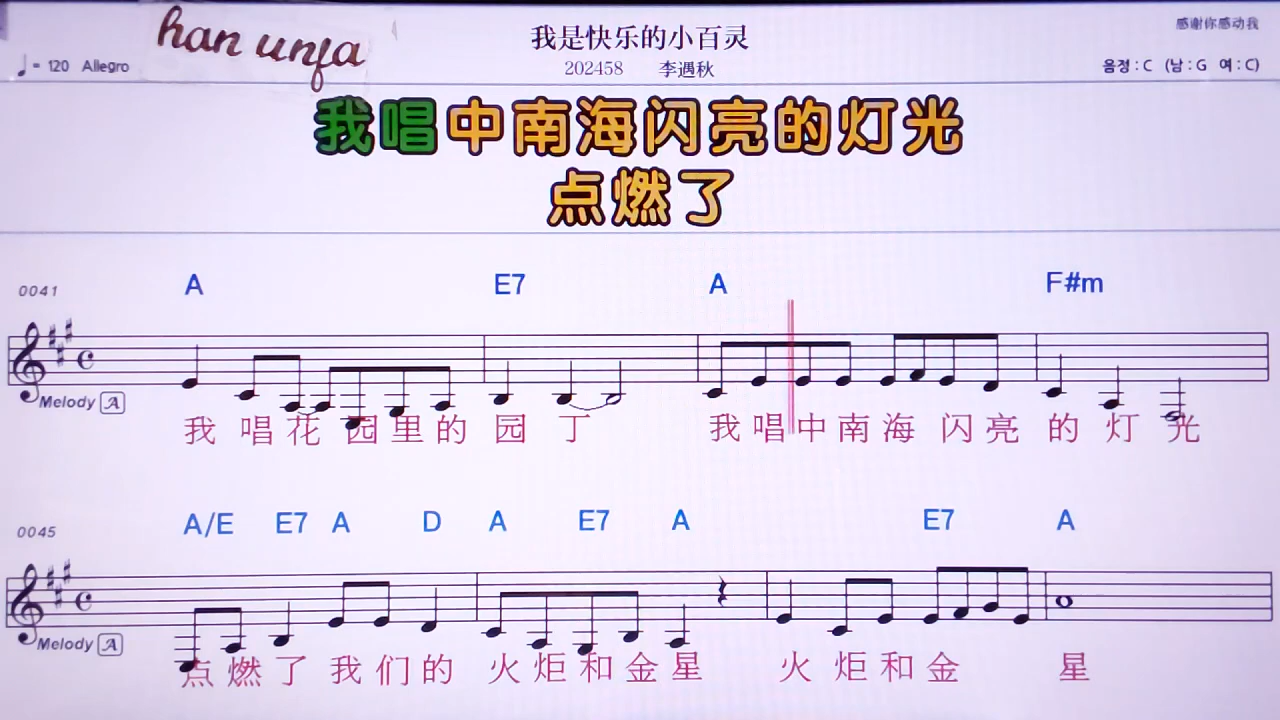 han unfa
我是快乐的小百灵
感谢你感动我
♩= 120 Allegro
202458 李遇秋
음정 : C (남 : G 여 : C)
我唱中南海闪亮的灯光
点燃了
0041
A E7 A F#m
Melody A
我 唱 花 园 里 的 园 丁 我 唱 中 南 海 闪 亮 的 灯 光
0045
A/E E7 A D A E7 A E7 A
Melody A
点 燃 了 我 们 的 火 炬 和 金 星 火 炬 和 金 星